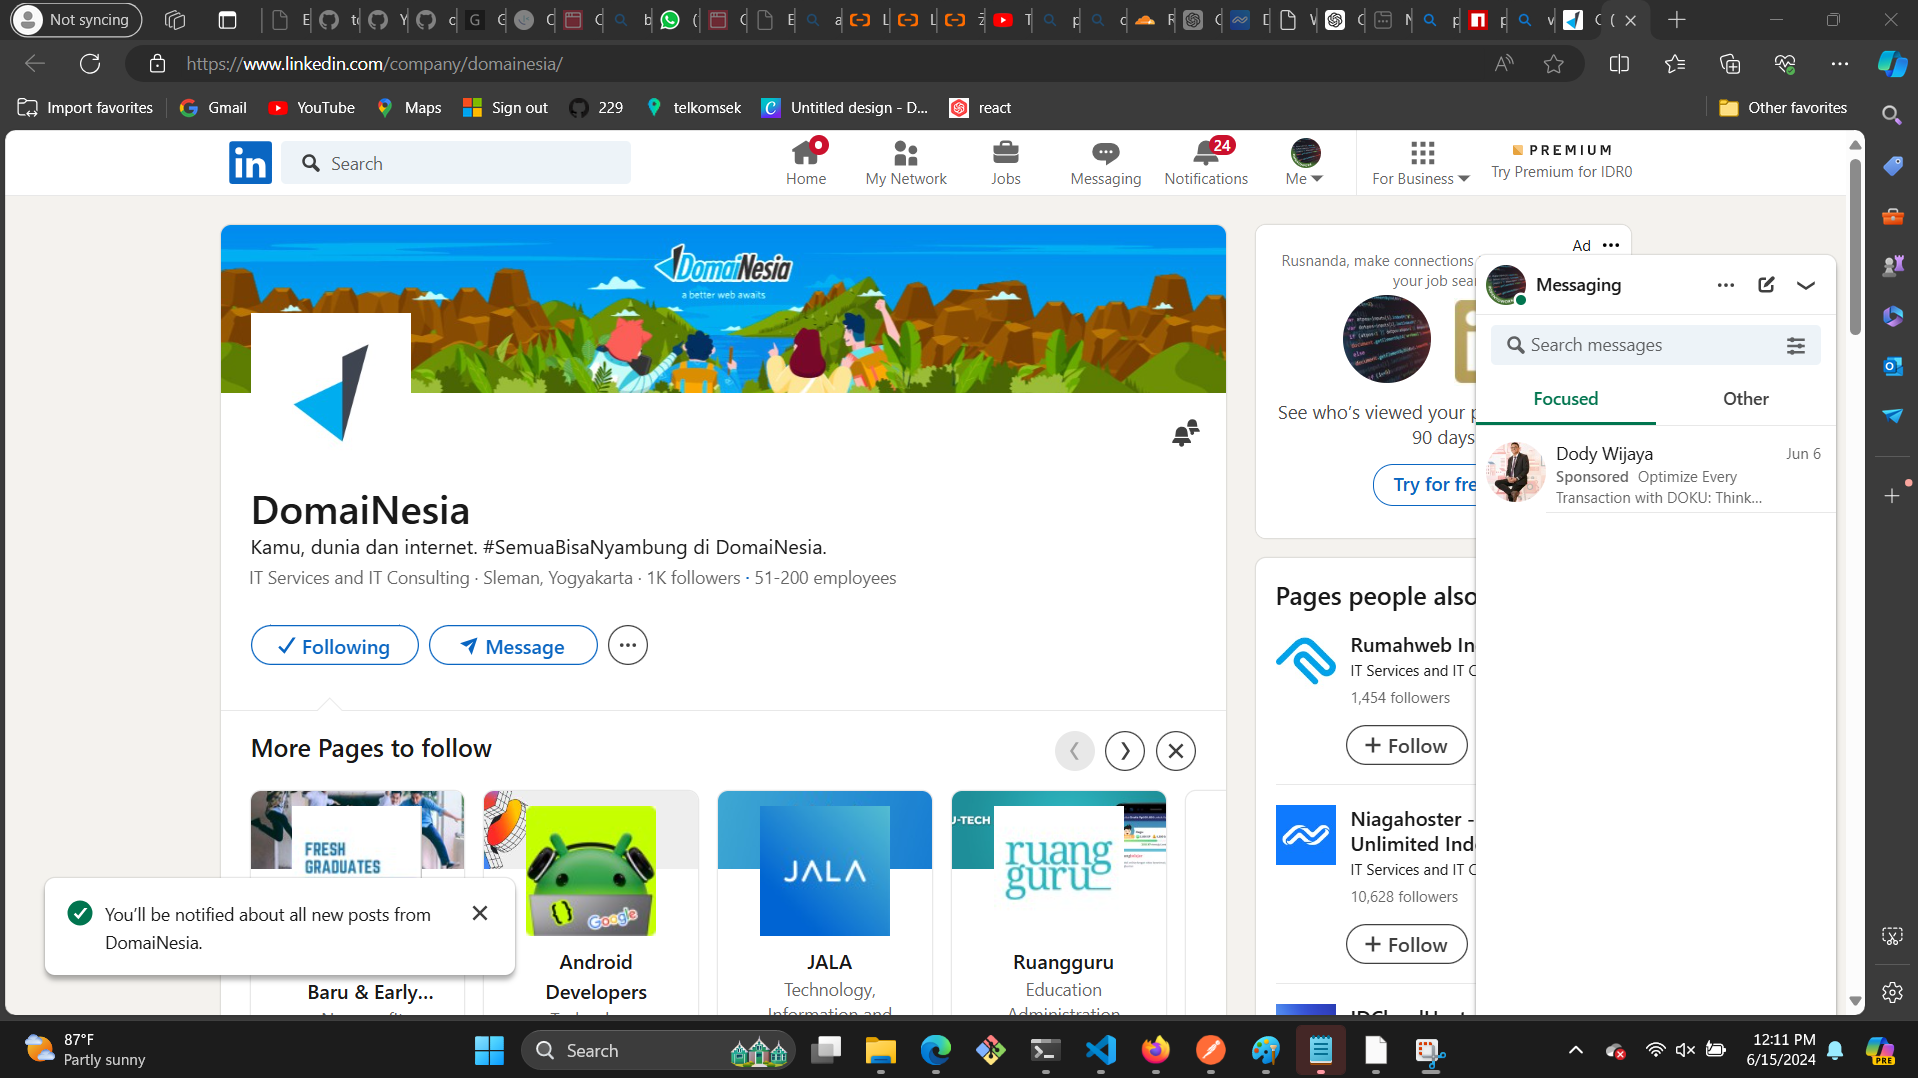 Not syncing
https://www.linkedin.com/company/domainesia/
Import favorites
Gmail
YouTube
Maps
Sign out
229
telkomsek
Untitled design - D...
react
Other favorites
in
Search
Home
My Network
Jobs
Messaging
24
Notifications
Me
For Business
PREMIUM
Try Premium for IDR0
DomaiNesia
a better web awaits
DomaiNesia
Kamu, dunia dan internet. #SemuaBisaNyambung di DomaiNesia.
IT Services and IT Consulting · Sleman, Yogyakarta · 1K followers · 51-200 employees
Following
Message
More Pages to follow
FRESH
GRADUATES
Baru & Early...
Google
Android
Developers
JALA
JALA
Technology,
Information and
U-TECH
ruang
guru
Ruangguru
Education
Administration
You'll be notified about all new posts from
DomaiNesia.
Ad
Rusnanda, make connections
your job sear
See who's viewed your p
90 days
Try for fre
Pages people also
Rumahweb In
IT Services and IT C
1,454 followers
Follow
Niagahoster -
Unlimited Ind
IT Services and IT C
10,628 followers
Follow
Messaging
Search messages
Focused
Other
Dody Wijaya
Jun 6
Sponsored Optimize Every
Transaction with DOKU: Think...
87°F
Partly sunny
Search
12:11 PM
6/15/2024
PRE